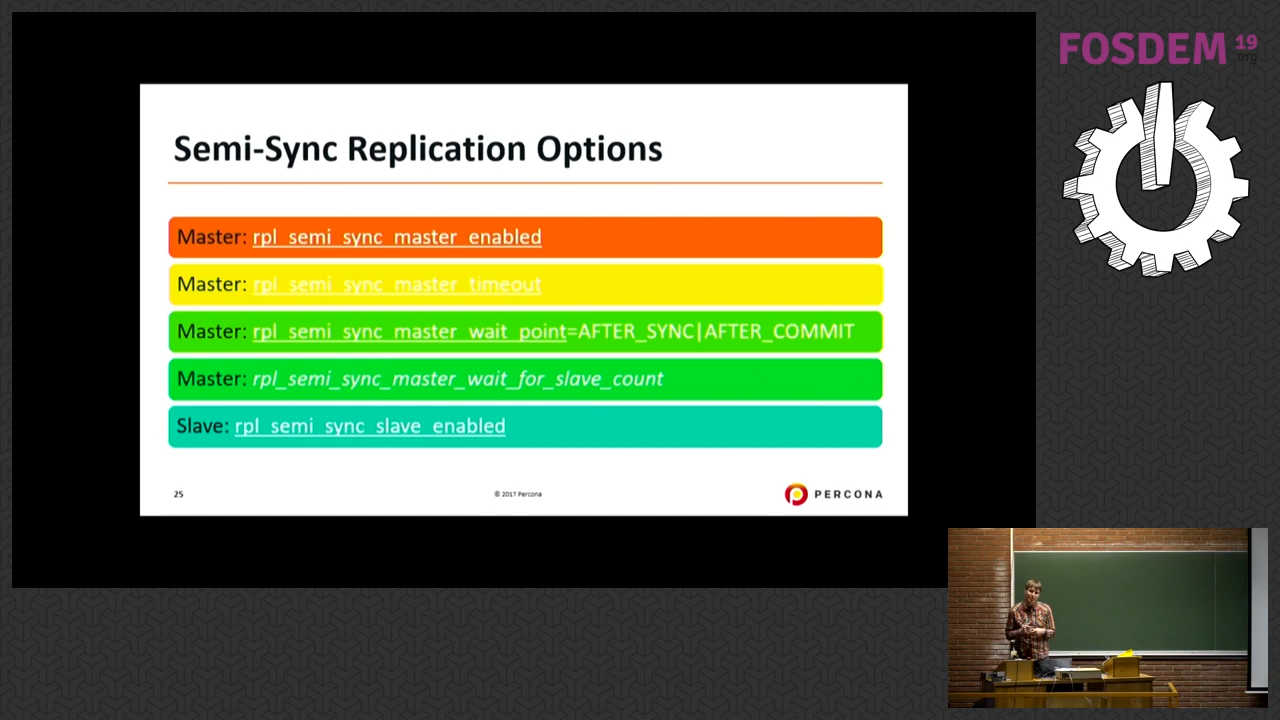 FOSDEM 19
.org
Semi-Sync Replication Options
Master: rpl_semi_sync_master_enabled
Master: rpl_semi_sync_master_timeout
Master: rpl_semi_sync_master_wait_point=AFTER_SYNC|AFTER_COMMIT
Master: rpl_semi_sync_master_wait_for_slave_count
Slave: rpl_semi_sync_slave_enabled
25
© 2017 Percona
PERCONA